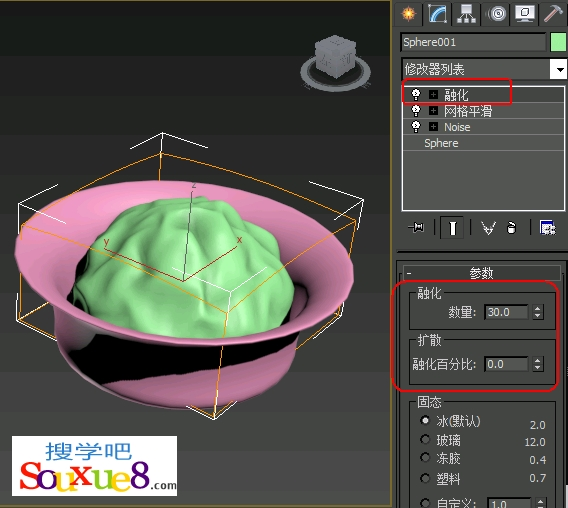 Sphere001
修改器列表
融化
网格平滑
Noise
Sphere
- 参数
融化
数量: 30.0
扩散
融化百分比: 0.0
固态
冰(默认) 2.0
玻璃 12.0
冻胶 0.4
塑料 0.7
自定义: 1.0
z
y
x
搜学吧
Souxue8.com